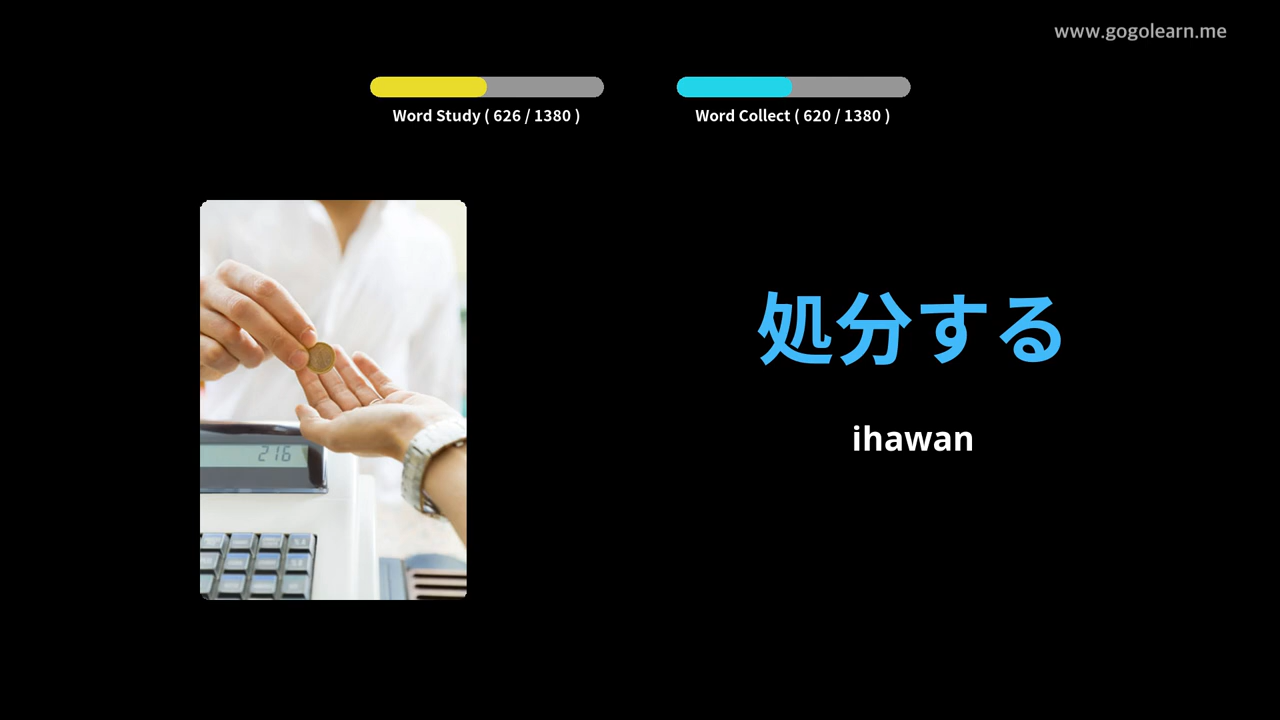 www.gogolearn.me
Word Study ( 626 / 1380 )
Word Collect ( 620 / 1380 )
216
処分する
ihawan